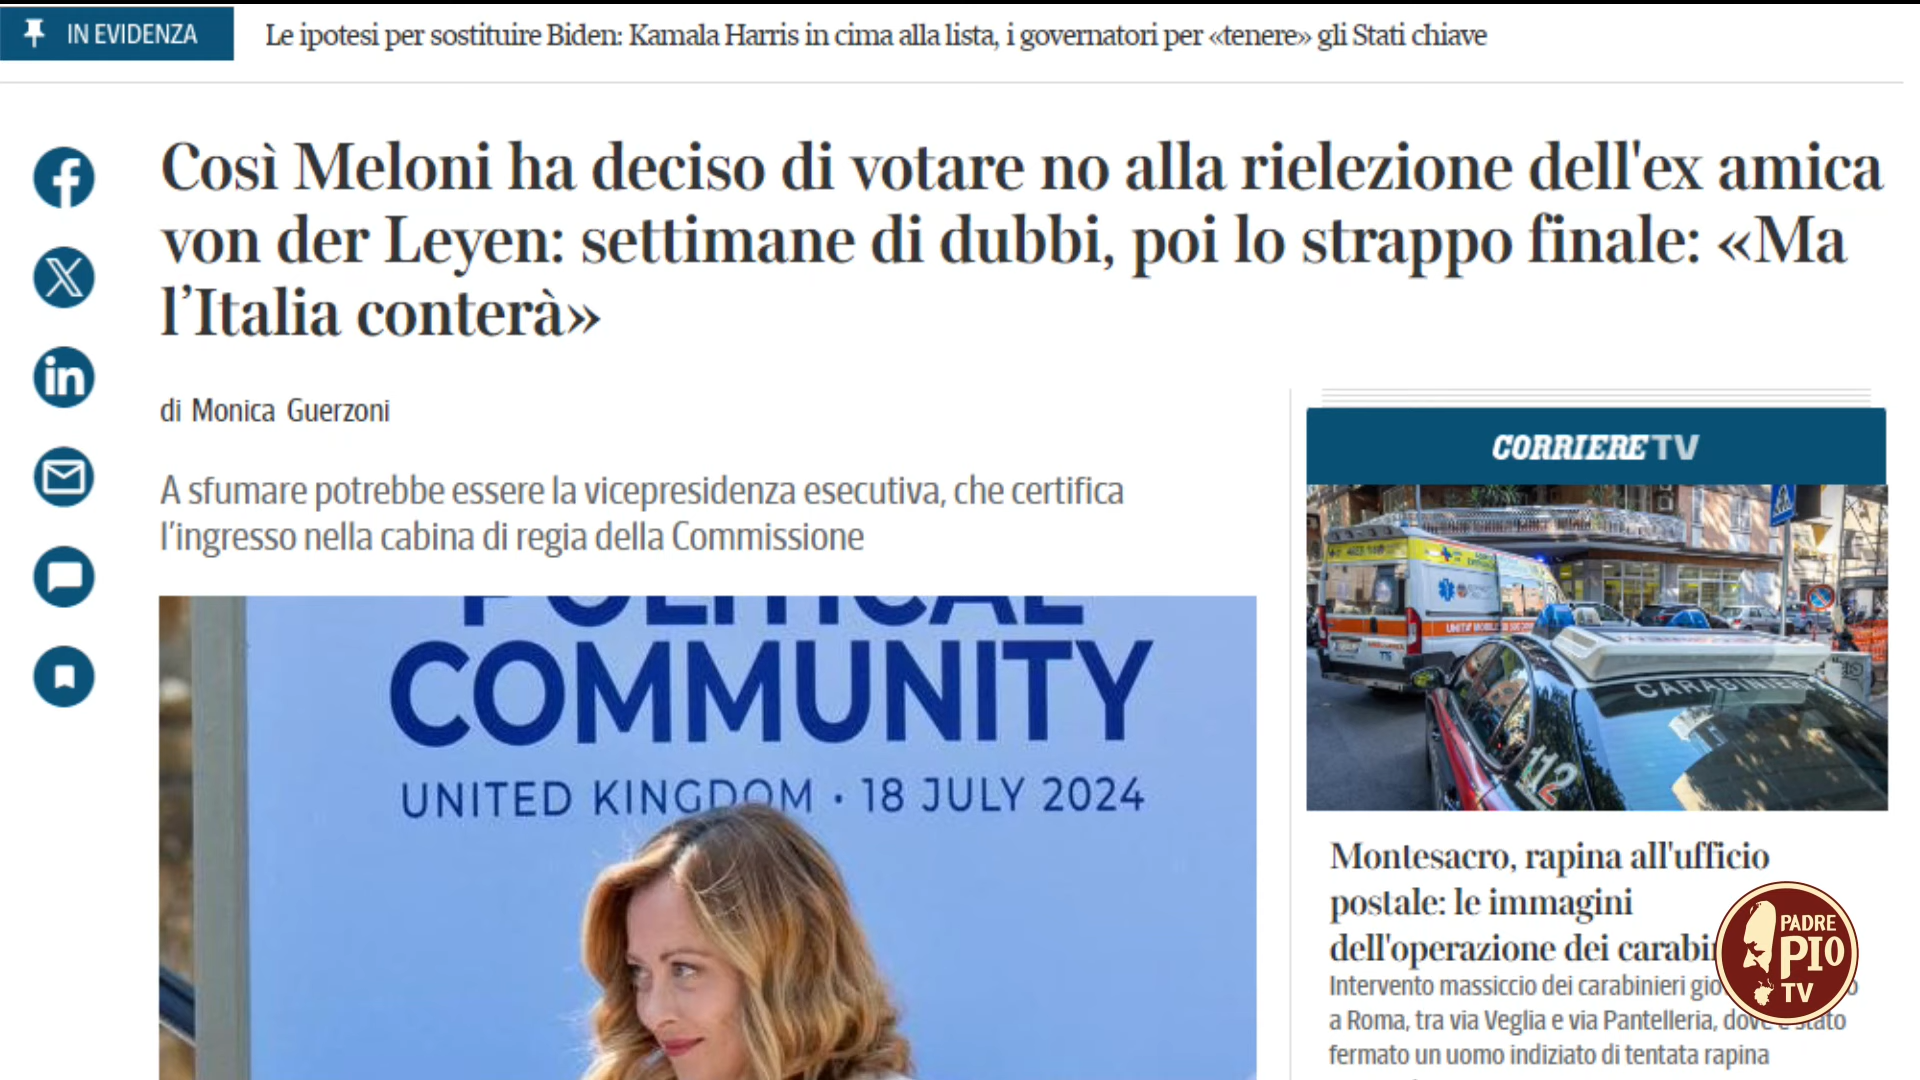 IN EVIDENZA
Le ipotesi per sostituire Biden: Kamala Harris in cima alla lista, i governatori per «tenere» gli Stati chiave
Così Meloni ha deciso di votare no alla rielezione dell'ex amica
von der Leyen: settimane di dubbi, poi lo strappo finale: «Ma
l’Italia conterà»
di Monica Guerzoni
A sfumare potrebbe essere la vicepresidenza esecutiva, che certifica
l’ingresso nella cabina di regia della Commissione
POLITICAL
COMMUNITY
UNITED KINGDOM · 18 JULY 2024
CORRIERE TV
CARABINIERI
112
Montesacro, rapina all'ufficio
postale: le immagini
dell'operazione dei
Intervento massiccio dei carabinieri
a Roma, tra via Veglia e via Pantelleria,
fermato un uomo indiziato di tentata rapina
PADRE
PIO
TV